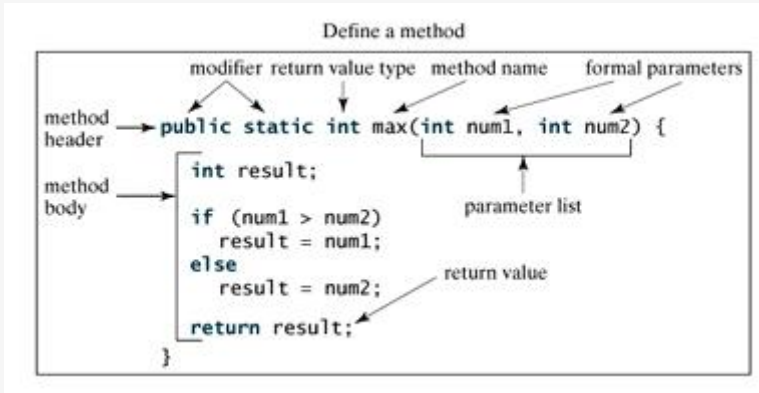 Define a method
modifier return value type method name formal parameters
method header
public static int max(int num1, int num2) {
method body
int result;
parameter list
if (num1 > num2)
result = num1;
else
return value
result = num2;
return result;
}